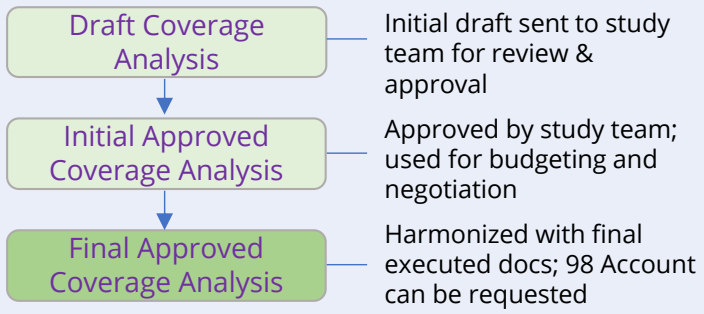 Draft Coverage
Analysis
Initial draft sent to study
team for review &
approval
Initial Approved
Coverage Analysis
Approved by study team;
used for budgeting and
negotiation
Final Approved
Coverage Analysis
Harmonized with final
executed docs; 98 Account
can be requested